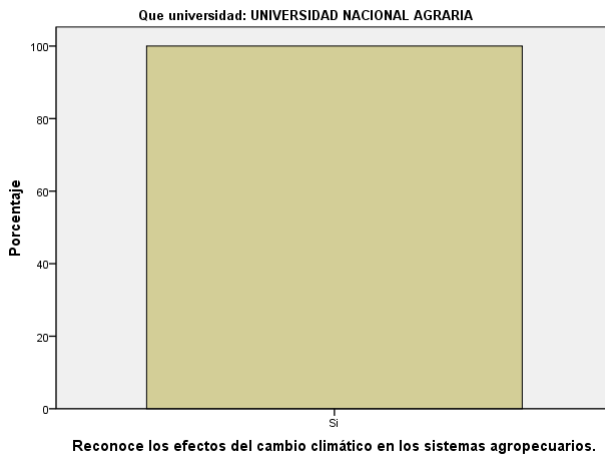 Que universidad: UNIVERSIDAD NACIONAL AGRARIA
100
80
60
40
20
0
Porcentaje
Si
Reconoce los efectos del cambio climático en los sistemas agropecuarios.